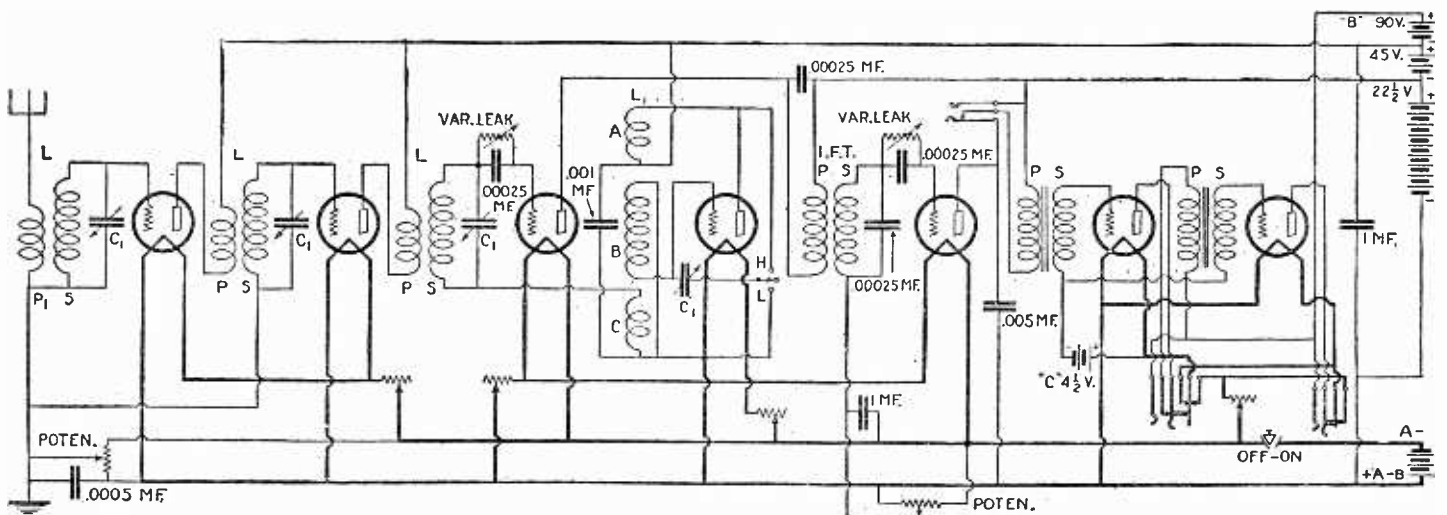 "B" 90V.
+
45V.
+
-
22½ V
+
-
.00025 MF.
L
L
L
VAR.LEAK
.00025 MF
.001 MF
A
L₁
B
C
VAR.LEAK
.00025 MF.
I.F.T.
P S
.00025 MF.
P S
P S
1 MF.
C₁
C₁
C₁
C₁
H
L
P₁ S
P S
P S
.005 MF.
"C" 4½ V.
- +
1 MF.
POTEN.
.0005 MF.
OFF-ON
A-
+A-B
POTEN.